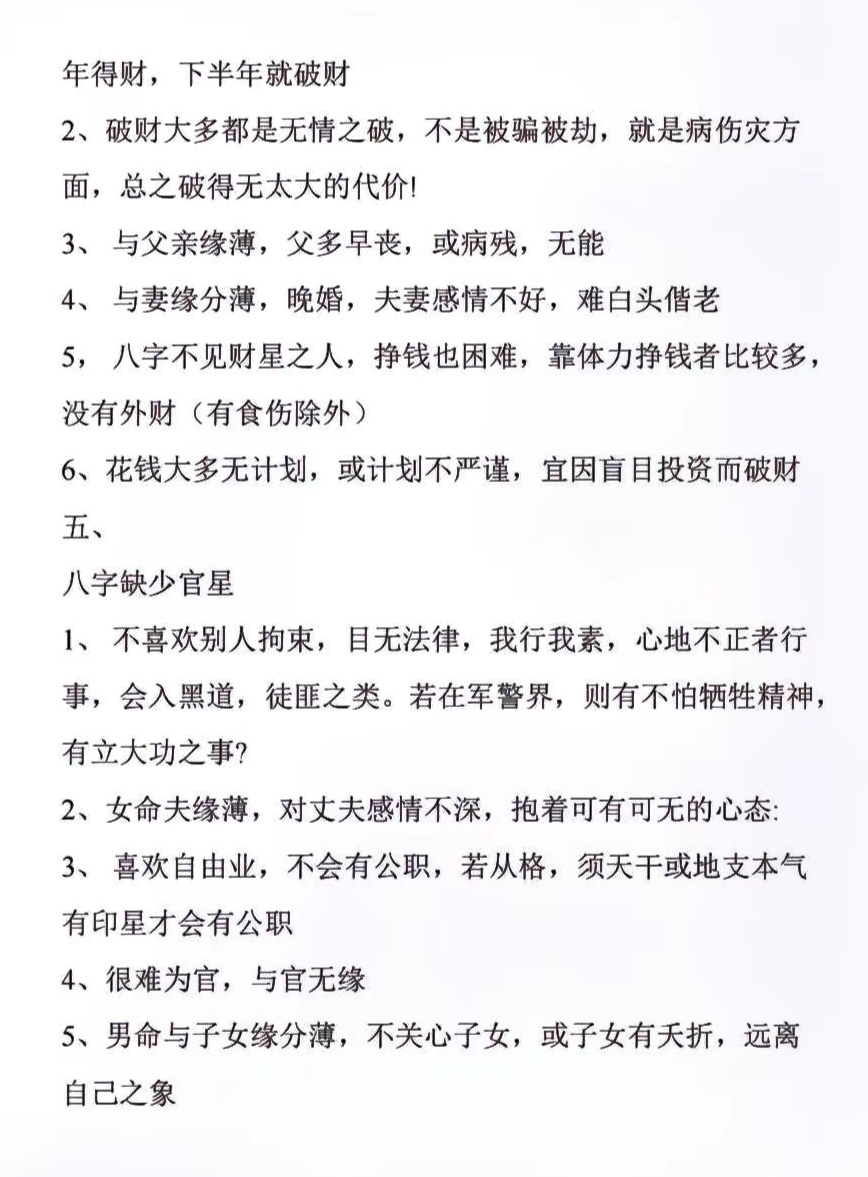 年得财，下半年就破财
2、破财大多都是无情之破，不是被骗被劫，就是病伤灾方
面，总之破得无太大的代价!
3、 与父亲缘薄，父多早丧，或病残，无能
4、 与妻缘分薄，晚婚，夫妻感情不好，难白头偕老
5， 八字不见财星之人，挣钱也困难，靠体力挣钱者比较多，
没有外财（有食伤除外）
6、花钱大多无计划，或计划不严谨，宜因盲目投资而破财
五、
八字缺少官星
1、 不喜欢别人拘束，目无法律，我行我素，心地不正者行
事，会入黑道，徒匪之类。若在军警界，则有不怕牺牲精神，
有立大功之事?
2、女命夫缘薄，对丈夫感情不深，抱着可有可无的心态:
3、 喜欢自由业，不会有公职，若从格，须天干或地支本气
有印星才会有公职
4、很难为官，与官无缘
5、男命与子女缘分薄，不关心子女，或子女有夭折，远离
自己之象